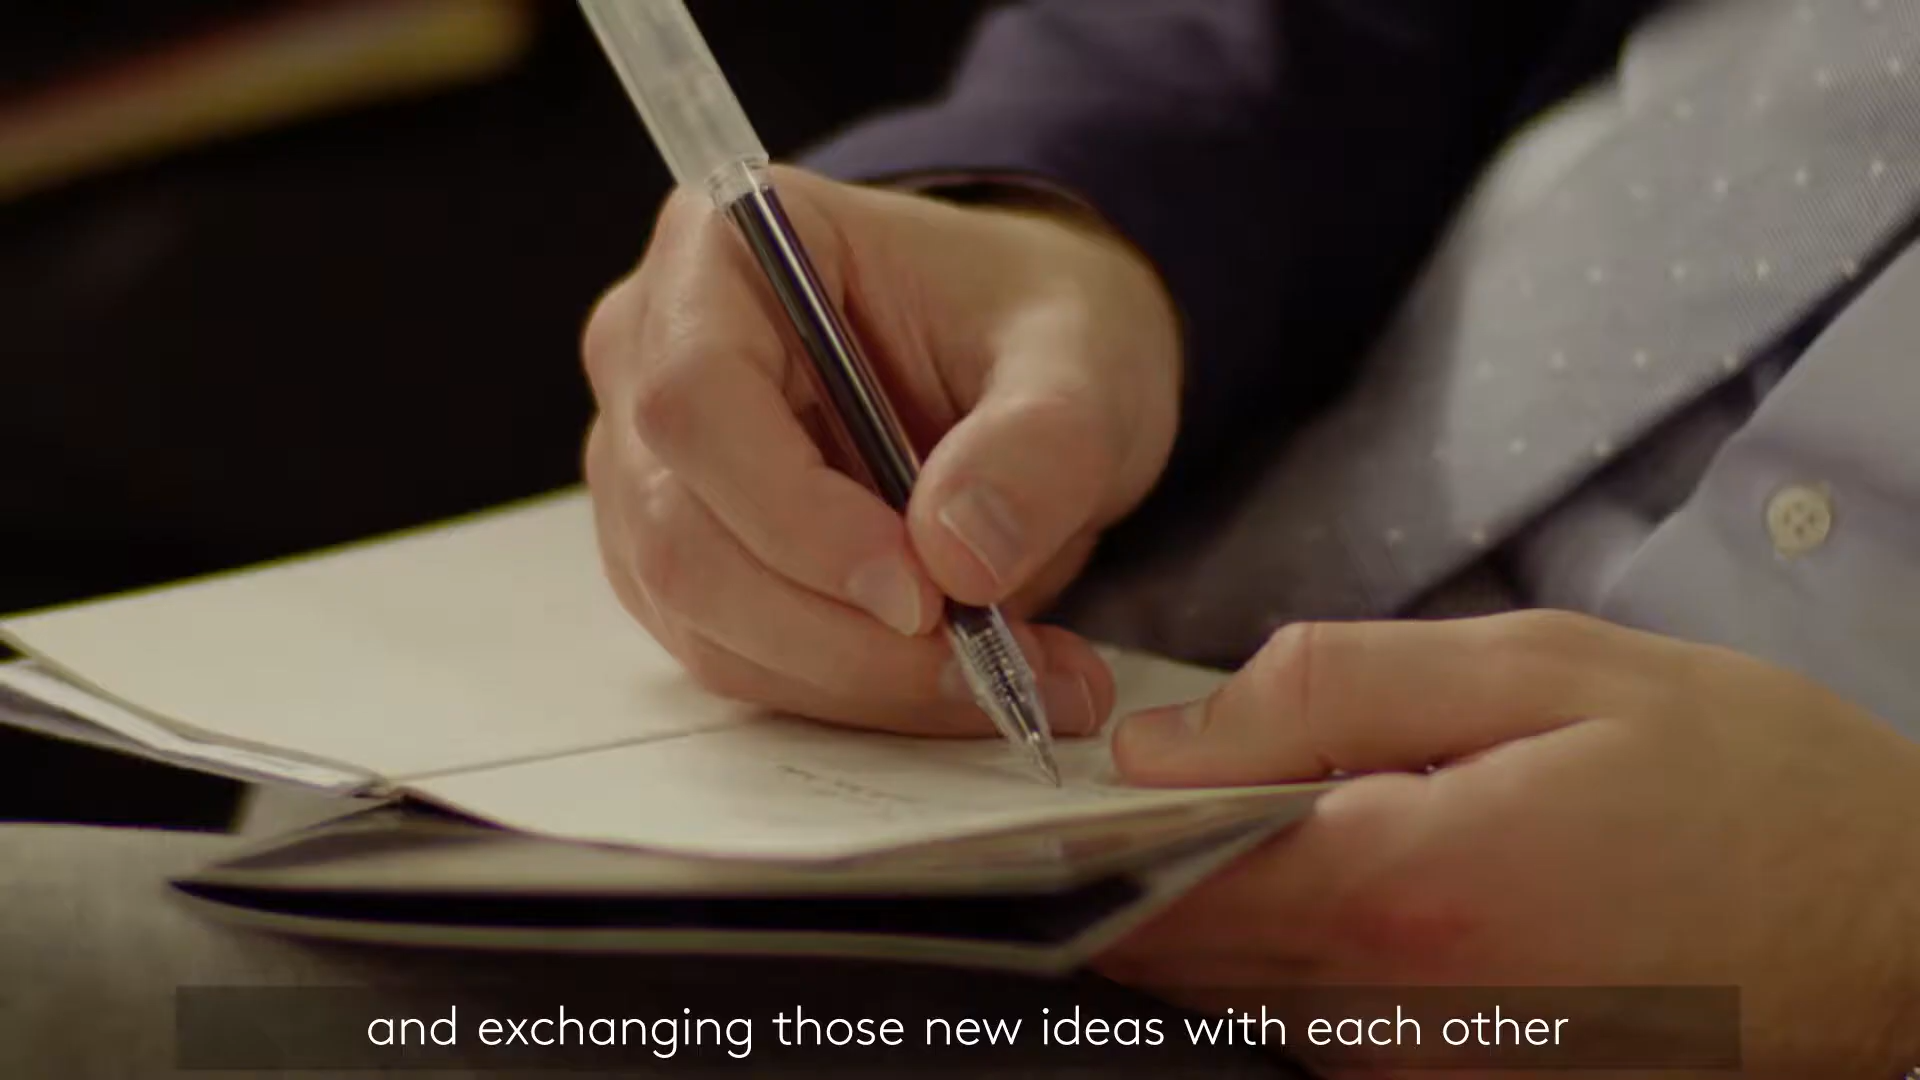 and exchanging those new ideas with each other